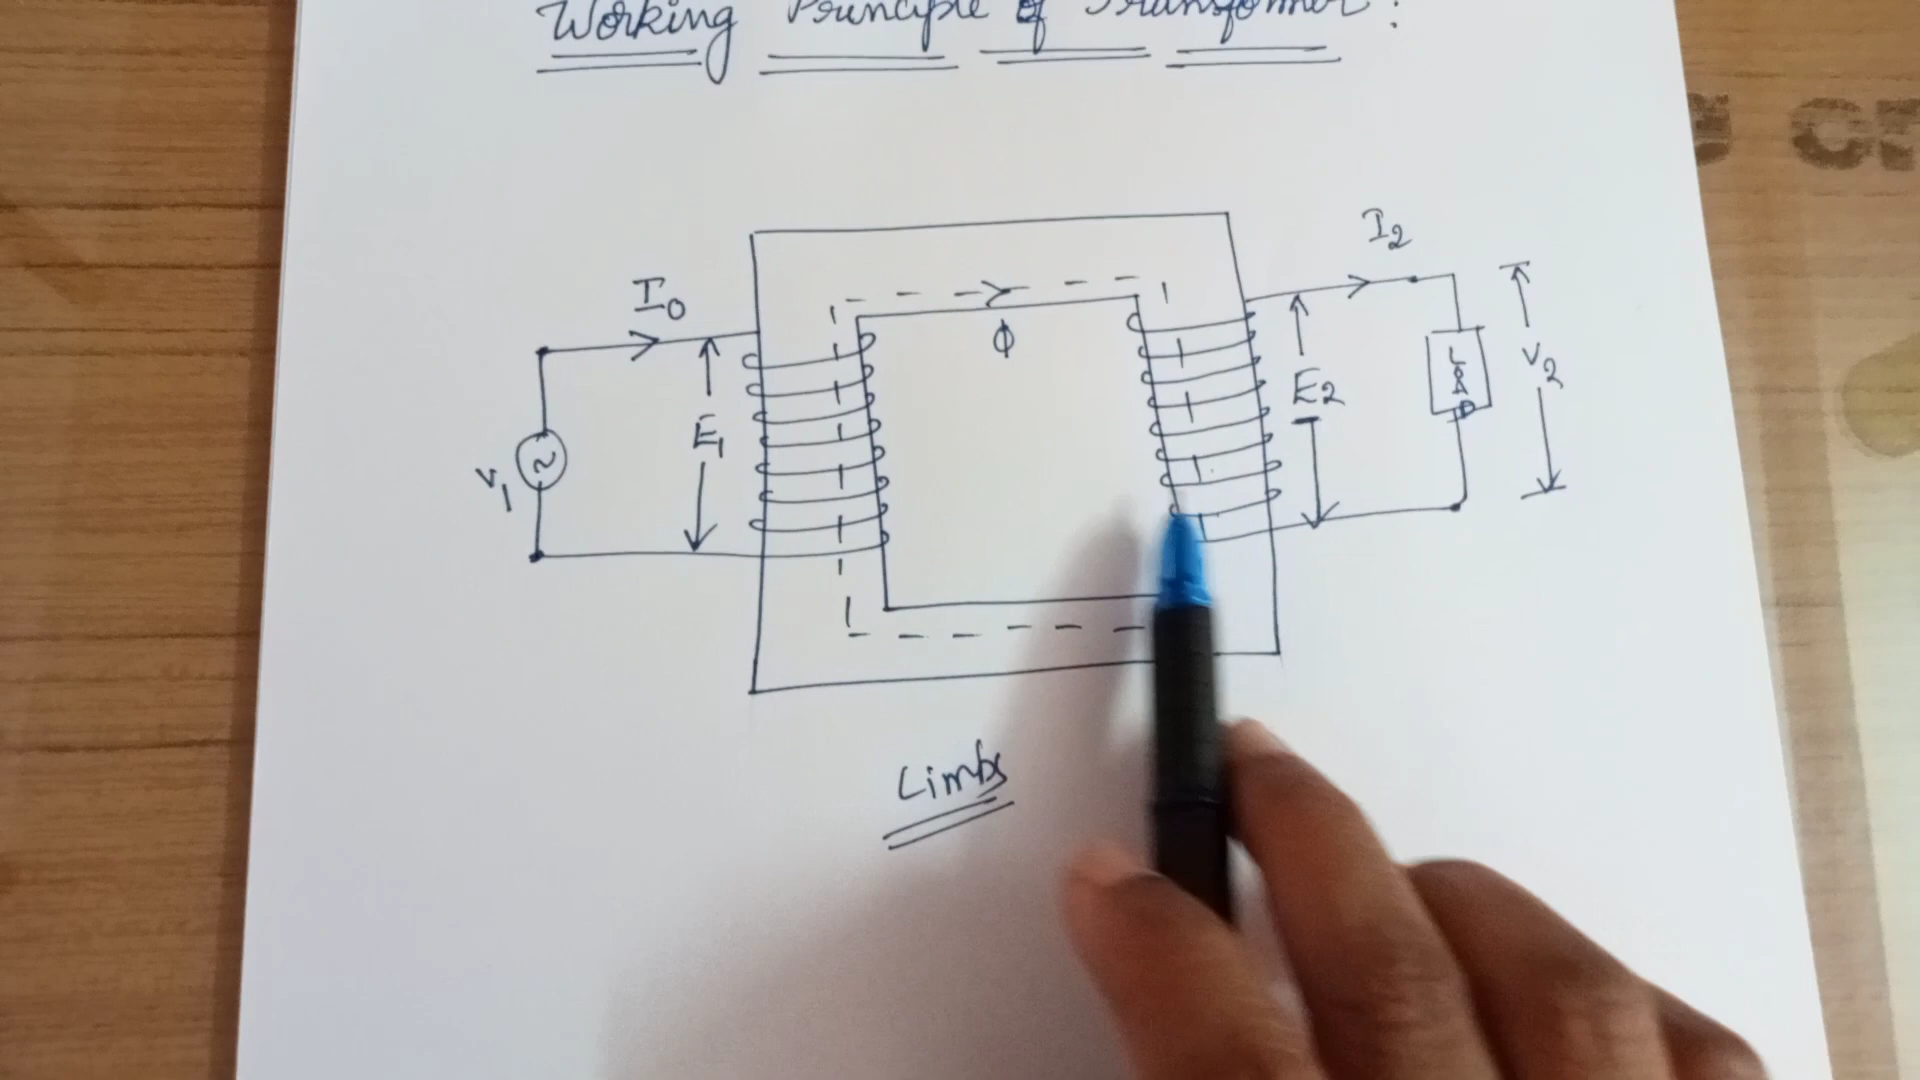 Working Principle of Transformer :
I2
I0
V2
φ
LOAD
E2
E1
V1
Limbs